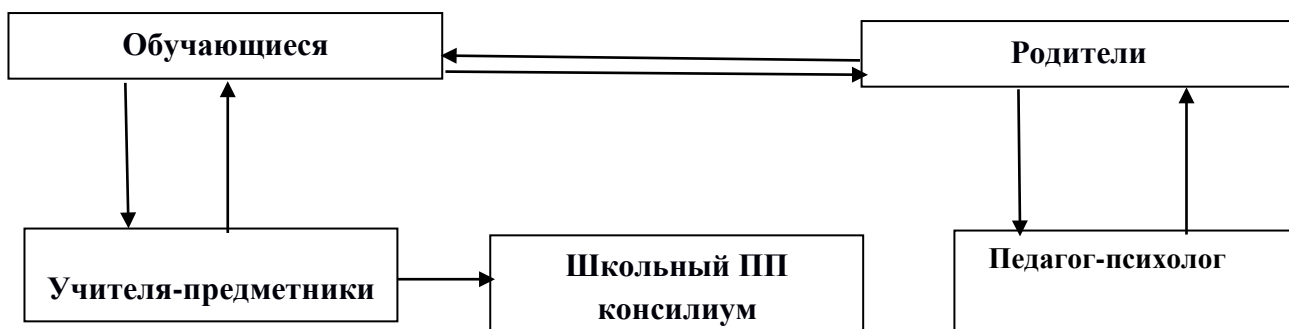 Обучающиеся
Родители
Учителя-предметники
Школьный ПП
консилиум
Педагог-психолог